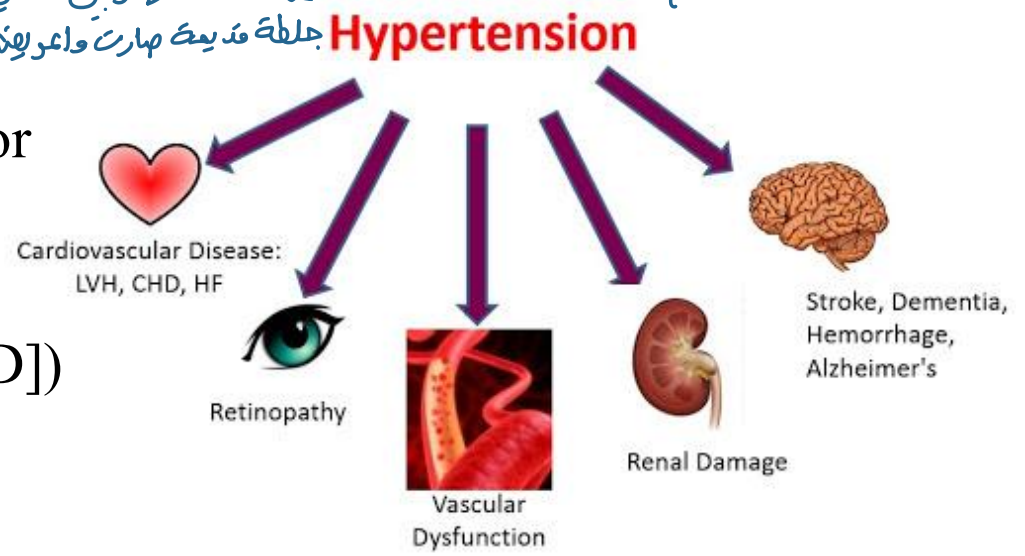 جلطة قديمة صارت
Hypertension
or
Cardiovascular Disease:
LVH, CHD, HF
D])
Retinopathy
Vascular
Dysfunction
Renal Damage
Stroke, Dementia,
Hemorrhage,
Alzheimer's